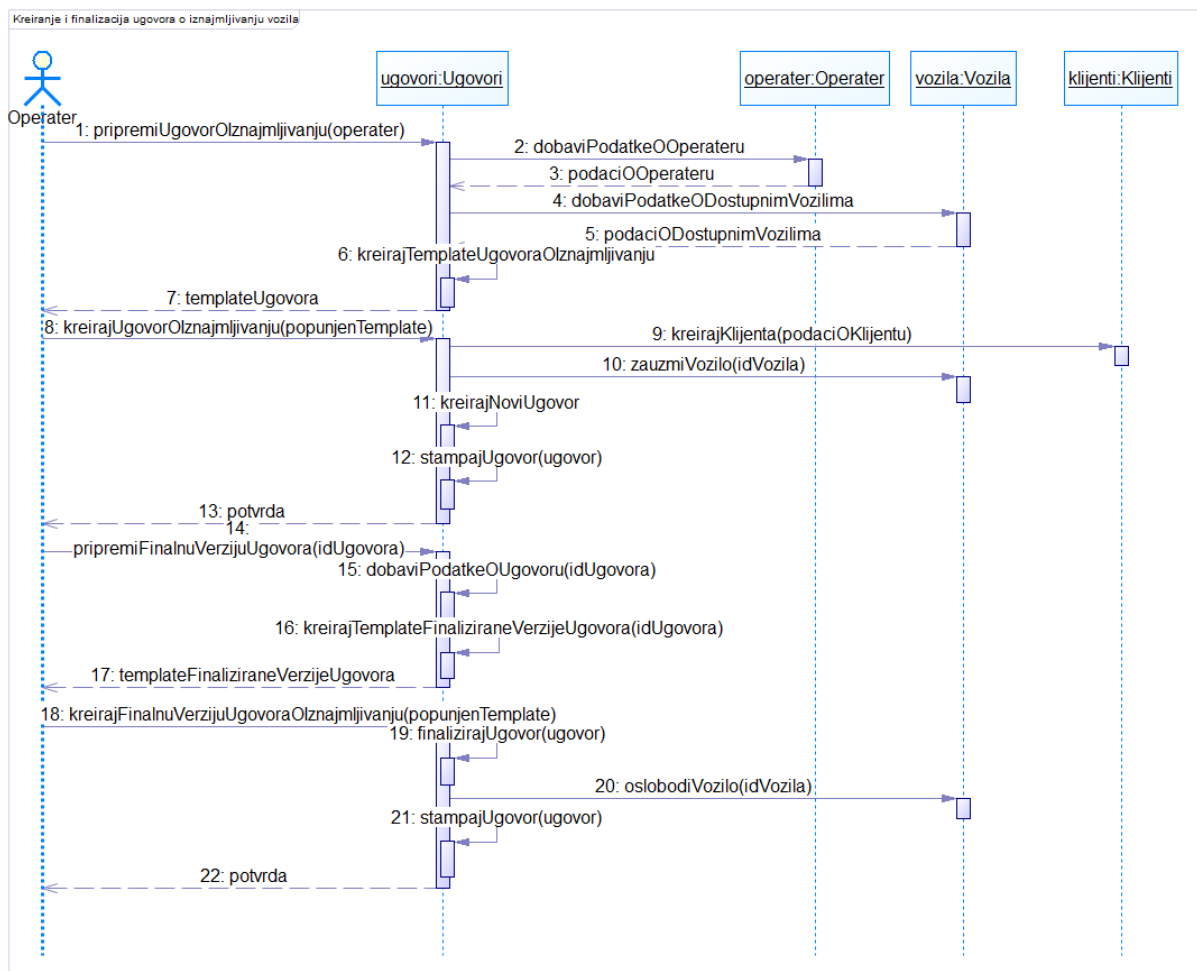 Kreiranje i finalizacija ugovora o iznajmljivanju vozila
Operater
ugovori:Ugovori
operater:Operater
vozila:Vozila
klijenti:Klijenti
1: pripremiUgovorOIznajmljivanju(operater)
2: dobaviPodatkeOOperateru
3: podaciOOperateru
4: dobaviPodatkeODostupnimVozilima
5: podaciODostupnimVozilima
6: kreirajTemplateUgovoraOIznajmljivanju
7: templateUgovora
8: kreirajUgovorOIznajmljivanju(popunjenTemplate)
9: kreirajKlijenta(podaciOKlijentu)
10: zauzmiVozilo(idVozila)
11: kreirajNoviUgovor
12: stampajUgovor(ugovor)
13: potvrda
14:
pripremiFinalnuVerzijuUgovora(idUgovora)
15: dobaviPodatkeOUgovoru(idUgovora)
16: kreirajTemplateFinaliziraneVerzijeUgovora(idUgovora)
17: templateFinaliziraneVerzijeUgovora
18: kreirajFinalnuVerzijuUgovoraOIznajmljivanju(popunjenTemplate)
19: finalizirajUgovor(ugovor)
20: oslobodiVozilo(idVozila)
21: stampajUgovor(ugovor)
22: potvrda